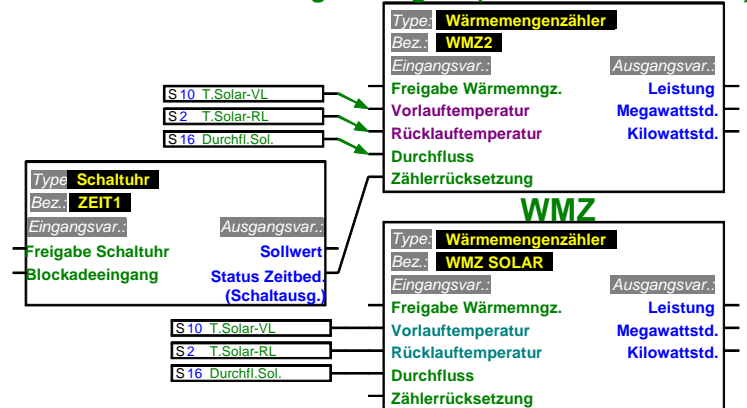 Type: Wärmemengenzähler
Bez.: WMZ2
Eingangsvar.: Ausgangsvar.:
Freigabe Wärmemngz. Leistung
Vorlauftemperatur Megawattstd.
Rücklauftemperatur Kilowattstd.
Durchfluss
Zählerrücksetzung
S 10 T.Solar-VL
S 2 T.Solar-RL
S 16 Durchfl.Sol.
Type Schaltuhr
Bez.: ZEIT1
Eingangsvar.: Ausgangsvar.:
Freigabe Schaltuhr Sollwert
Blockadeeingang Status Zeitbed.
(Schaltausg.)
WMZ
Type: Wärmemengenzähler
Bez.: WMZ SOLAR
Eingangsvar.: Ausgangsvar.:
Freigabe Wärmemngz. Leistung
Vorlauftemperatur Megawattstd.
Rücklauftemperatur Kilowattstd.
Durchfluss
Zählerrücksetzung
S 10 T.Solar-VL
S 2 T.Solar-RL
S 16 Durchfl.Sol.